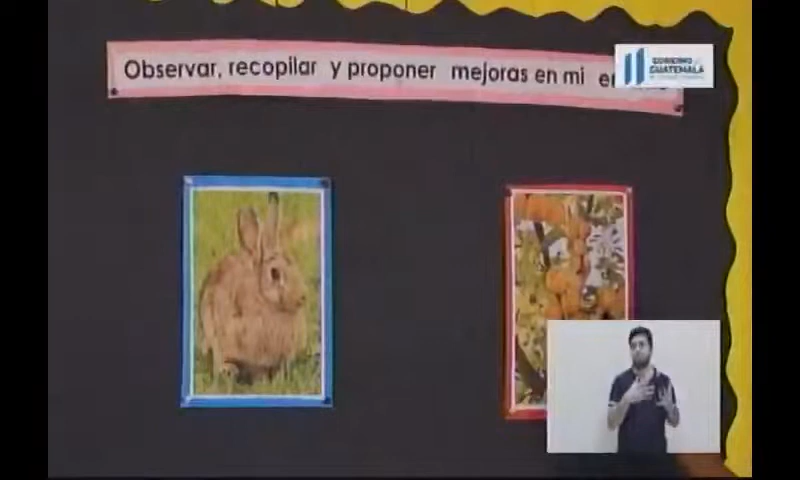 Observar, recopilar y proponer mejoras en mi
GOBIERNO de
GUATEMALA